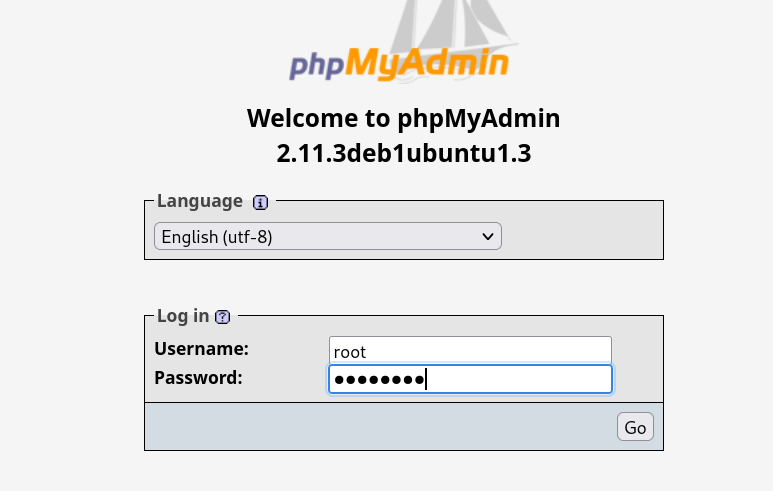 phpMyAdmin
Welcome to phpMyAdmin
2.11.3deb1ubuntu1.3
Language
English (utf-8)
Log in
Username:
root
Password:
●●●●●●●●
Go